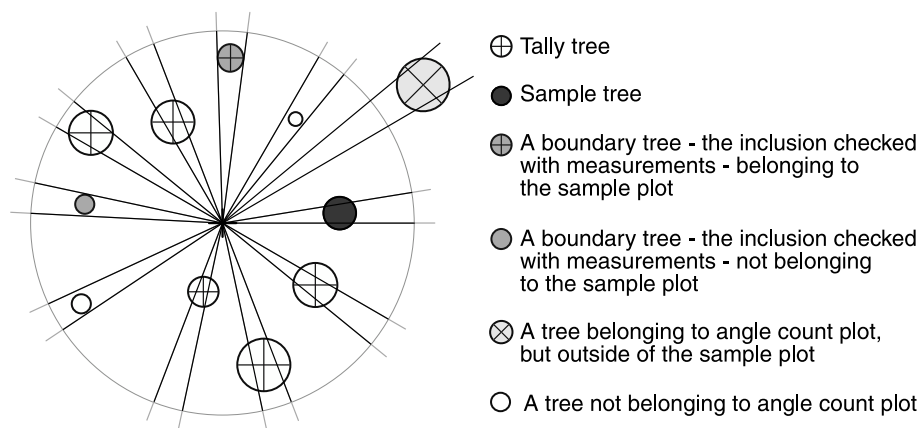 Tally tree
Sample tree
A boundary tree - the inclusion checked
with measurements - belonging to
the sample plot
A boundary tree - the inclusion checked
with measurements - not belonging
to the sample plot
A tree belonging to angle count plot,
but outside of the sample plot
A tree not belonging to angle count plot